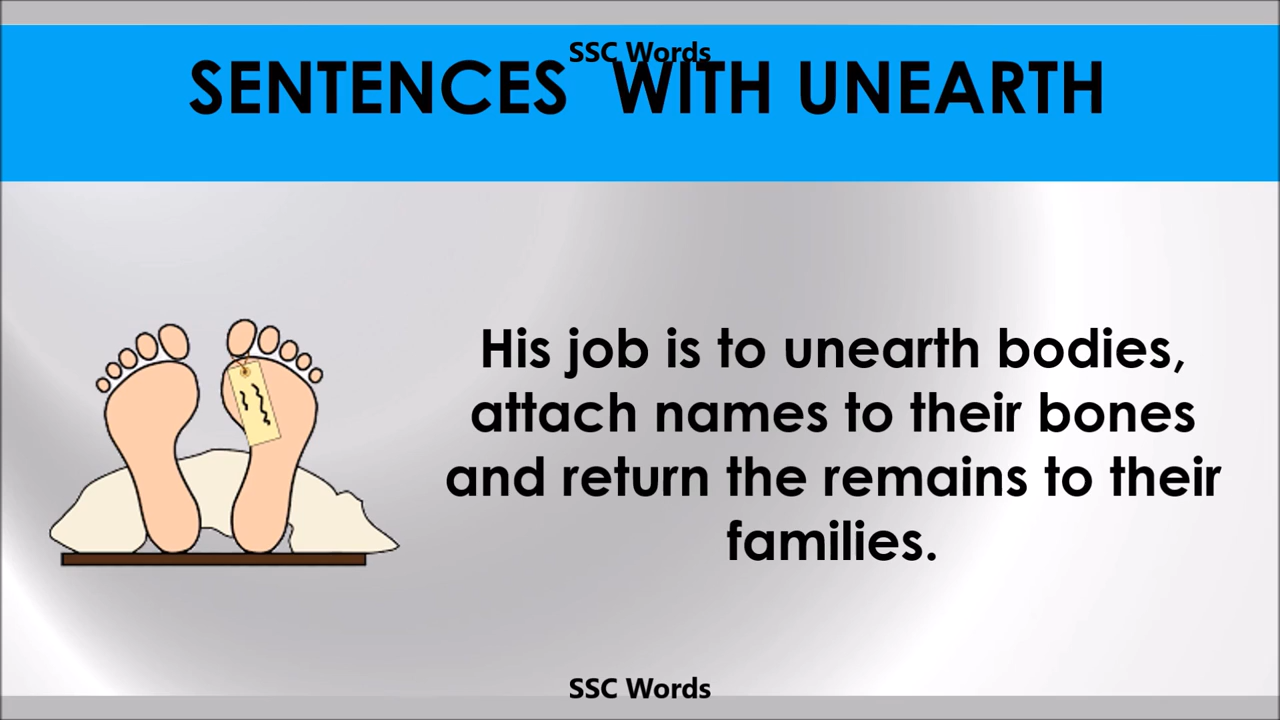 SSC Words
SENTENCES WITH UNEARTH
His job is to unearth bodies,
attach names to their bones
and return the remains to their
families.
SSC Words